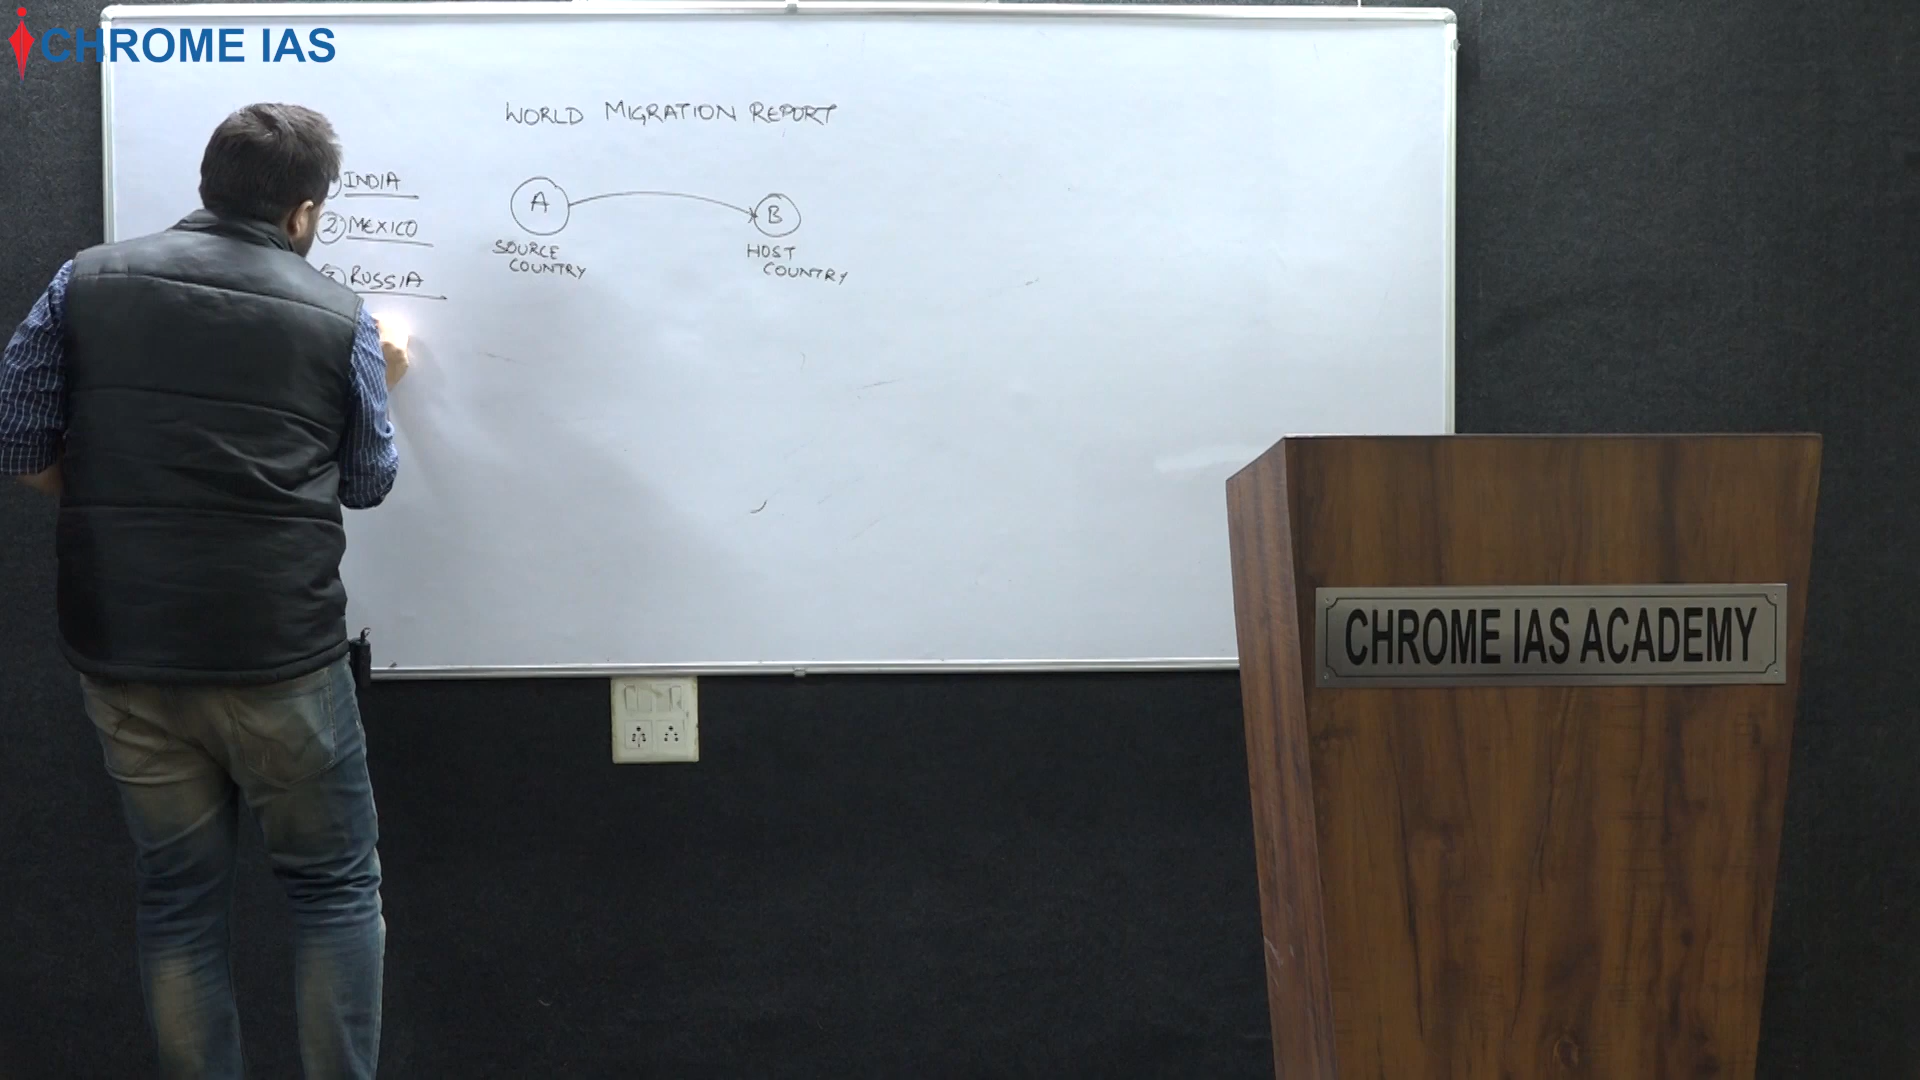 CHROME IAS
WORLD MIGRATION REPORT
INDIA
2 MEXICO
RUSSIA
A
B
SOURCE
COUNTRY
HOST
COUNTRY
CHROME IAS ACADEMY